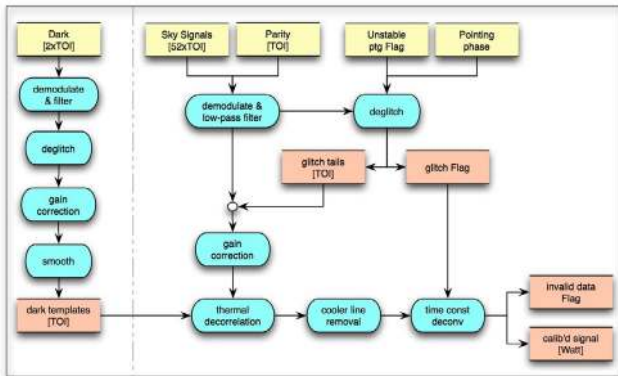 Dark
[2xTOI]
Sky Signals
[52xTOI]
Parity
[TOI]
Unstable
ptg Flag
Pointing
phase
demodulate
& filter
demodulate &
low-pass filter
deglitch
deglitch
glitch tails
[TOI]
glitch Flag
gain
correction
gain
correction
smooth
dark templates
[TOI]
thermal
decorrelation
cooler line
removal
time const
deconv
invalid data
Flag
calib'd signal
[Watt]